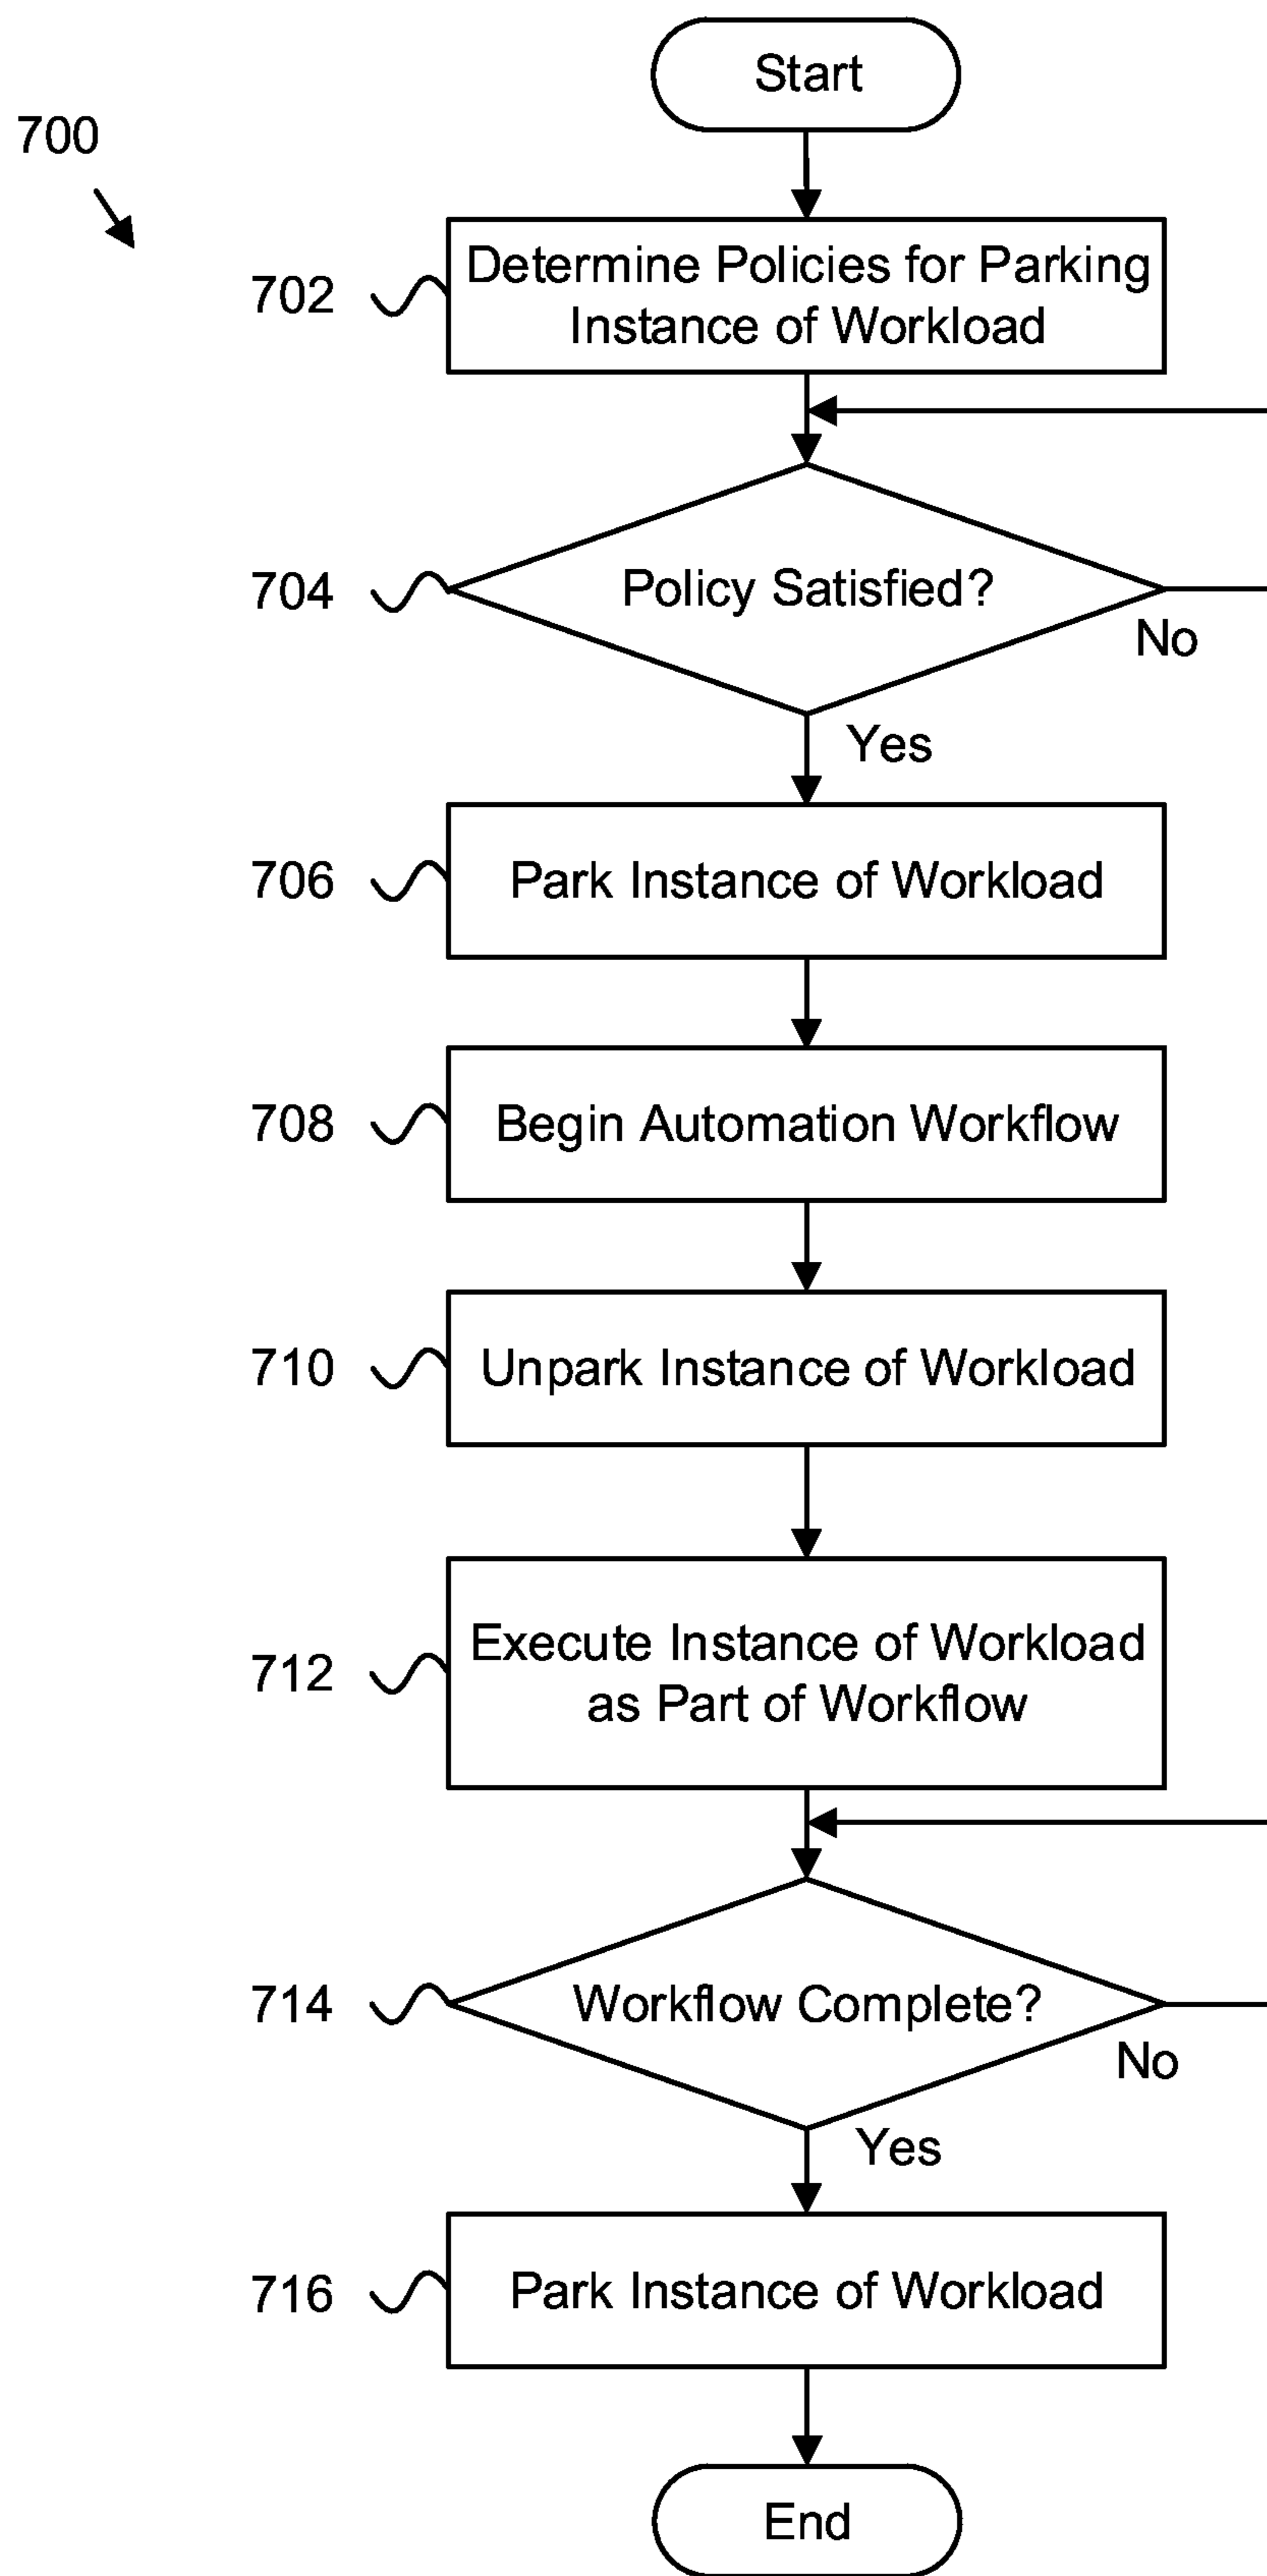 Start
700
702
Determine Policies for Parking
Instance of Workload
704
Policy Satisfied?
No
Yes
706
Park Instance of Workload
708
Begin Automation Workflow
710
Unpark Instance of Workload
712
Execute Instance of Workload
as Part of Workflow
714
Workflow Complete?
No
Yes
716
Park Instance of Workload
End